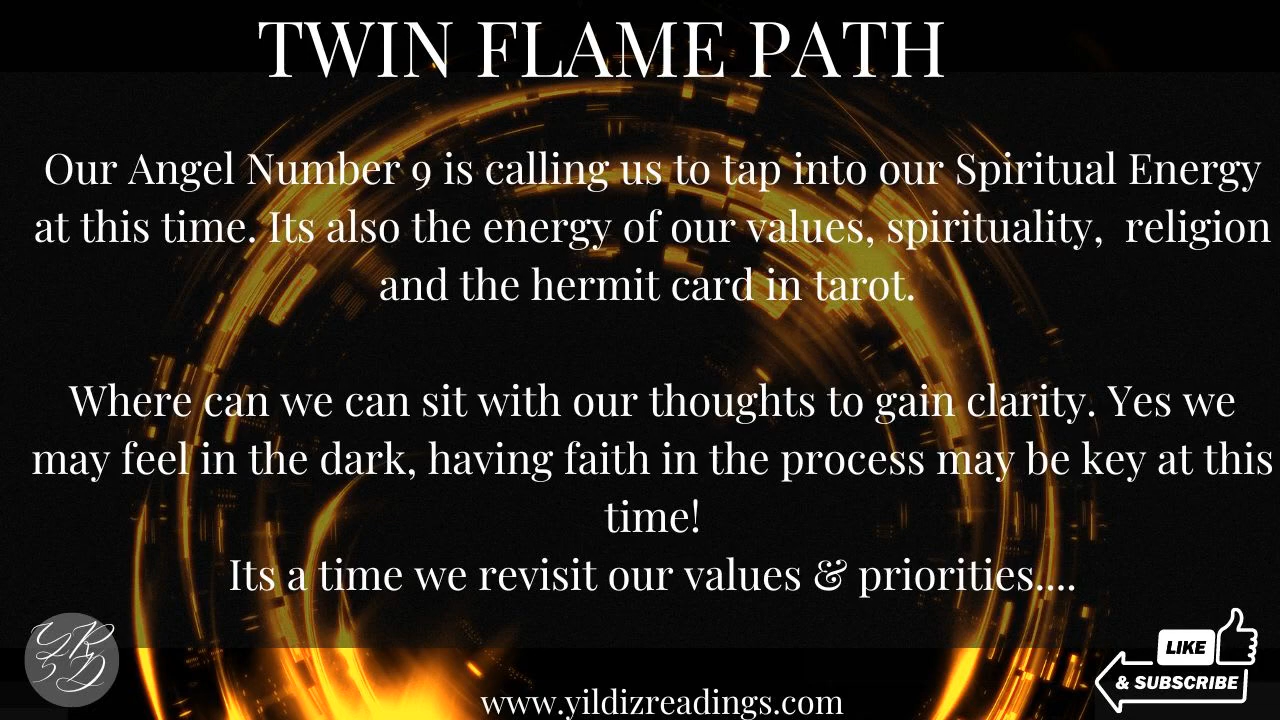 TWIN FLAME PATH
Our Angel Number 9 is calling us to tap into our Spiritual Energy
at this time. Its also the energy of our values, spirituality,  religion
and the hermit card in tarot.
Where can we can sit with our thoughts to gain clarity. Yes we
may feel in the dark, having faith in the process may be key at this
time!
Its a time we revisit our values & priorities....
LIKE
& SUBSCRIBE
www.yildizreadings.com